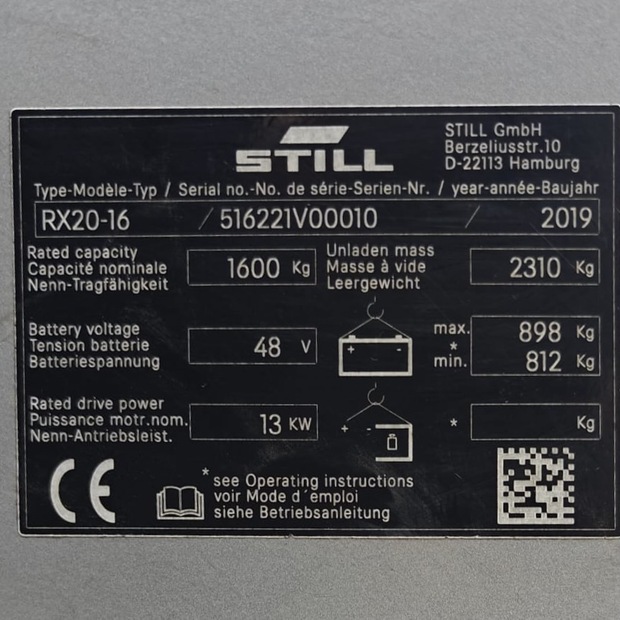 STILL
STILL GmbH
Berzeliusstr.10
D-22113 Hamburg
Type-Modèle-Typ / Serial no.-No. de série-Serien-Nr. / year-année-Baujahr
RX20-16 / 516221V00010 / 2019
Rated capacity
Capacité nominale
Nenn-Tragfähigkeit
1600 Kg
Unladen mass
Masse à vide
Leergewicht
2310 Kg
Battery voltage
Tension batterie
Batteriespannung
48 V
+ -
max. 898 Kg
*
min. 812 Kg
Rated drive power
Puissance motr.nom.
Nenn-Antriebsleist.
13 KW
+ -
* Kg
CE
* see Operating instructions
voir Mode d´emploi
siehe Betriebsanleitung